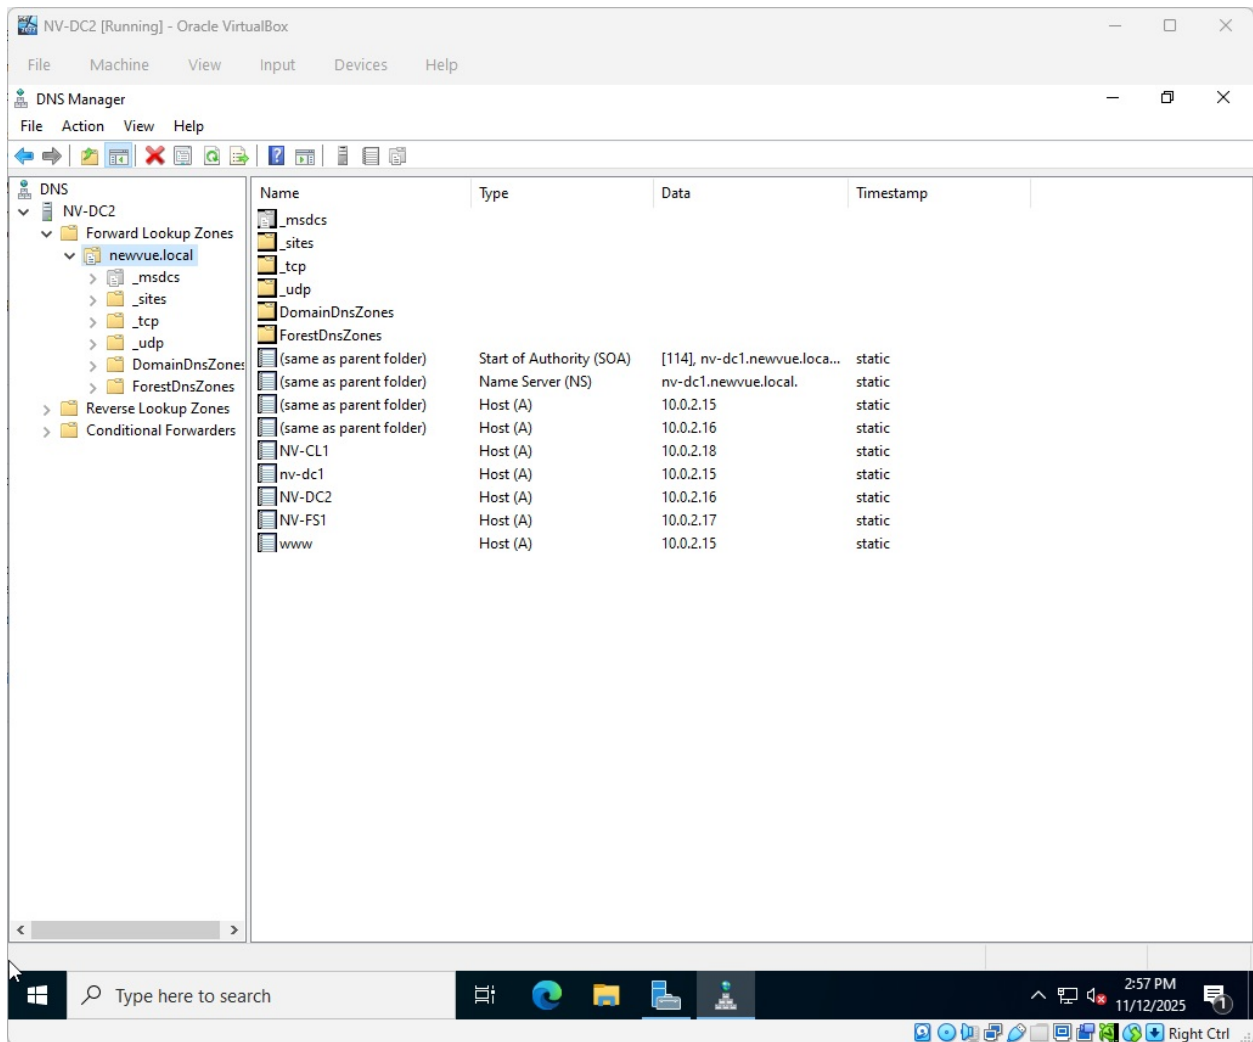 NV-DC2 [Running] - Oracle VirtualBox
File Machine View Input Devices Help
DNS Manager
File Action View Help
DNS
NV-DC2
Forward Lookup Zones
newvue.local
_msdcs
_sites
_tcp
_udp
DomainDnsZones
ForestDnsZones
Reverse Lookup Zones
Conditional Forwarders
Name Type Data Timestamp
_msdcs
_sites
_tcp
_udp
DomainDnsZones
ForestDnsZones
(same as parent folder) Start of Authority (SOA) [114], nv-dc1.newvue.loca... static
(same as parent folder) Name Server (NS) nv-dc1.newvue.local. static
(same as parent folder) Host (A) 10.0.2.15 static
(same as parent folder) Host (A) 10.0.2.16 static
NV-CL1 Host (A) 10.0.2.18 static
nv-dc1 Host (A) 10.0.2.15 static
NV-DC2 Host (A) 10.0.2.16 static
NV-FS1 Host (A) 10.0.2.17 static
www Host (A) 10.0.2.15 static
Type here to search
2:57 PM
11/12/2025
1
Right Ctrl